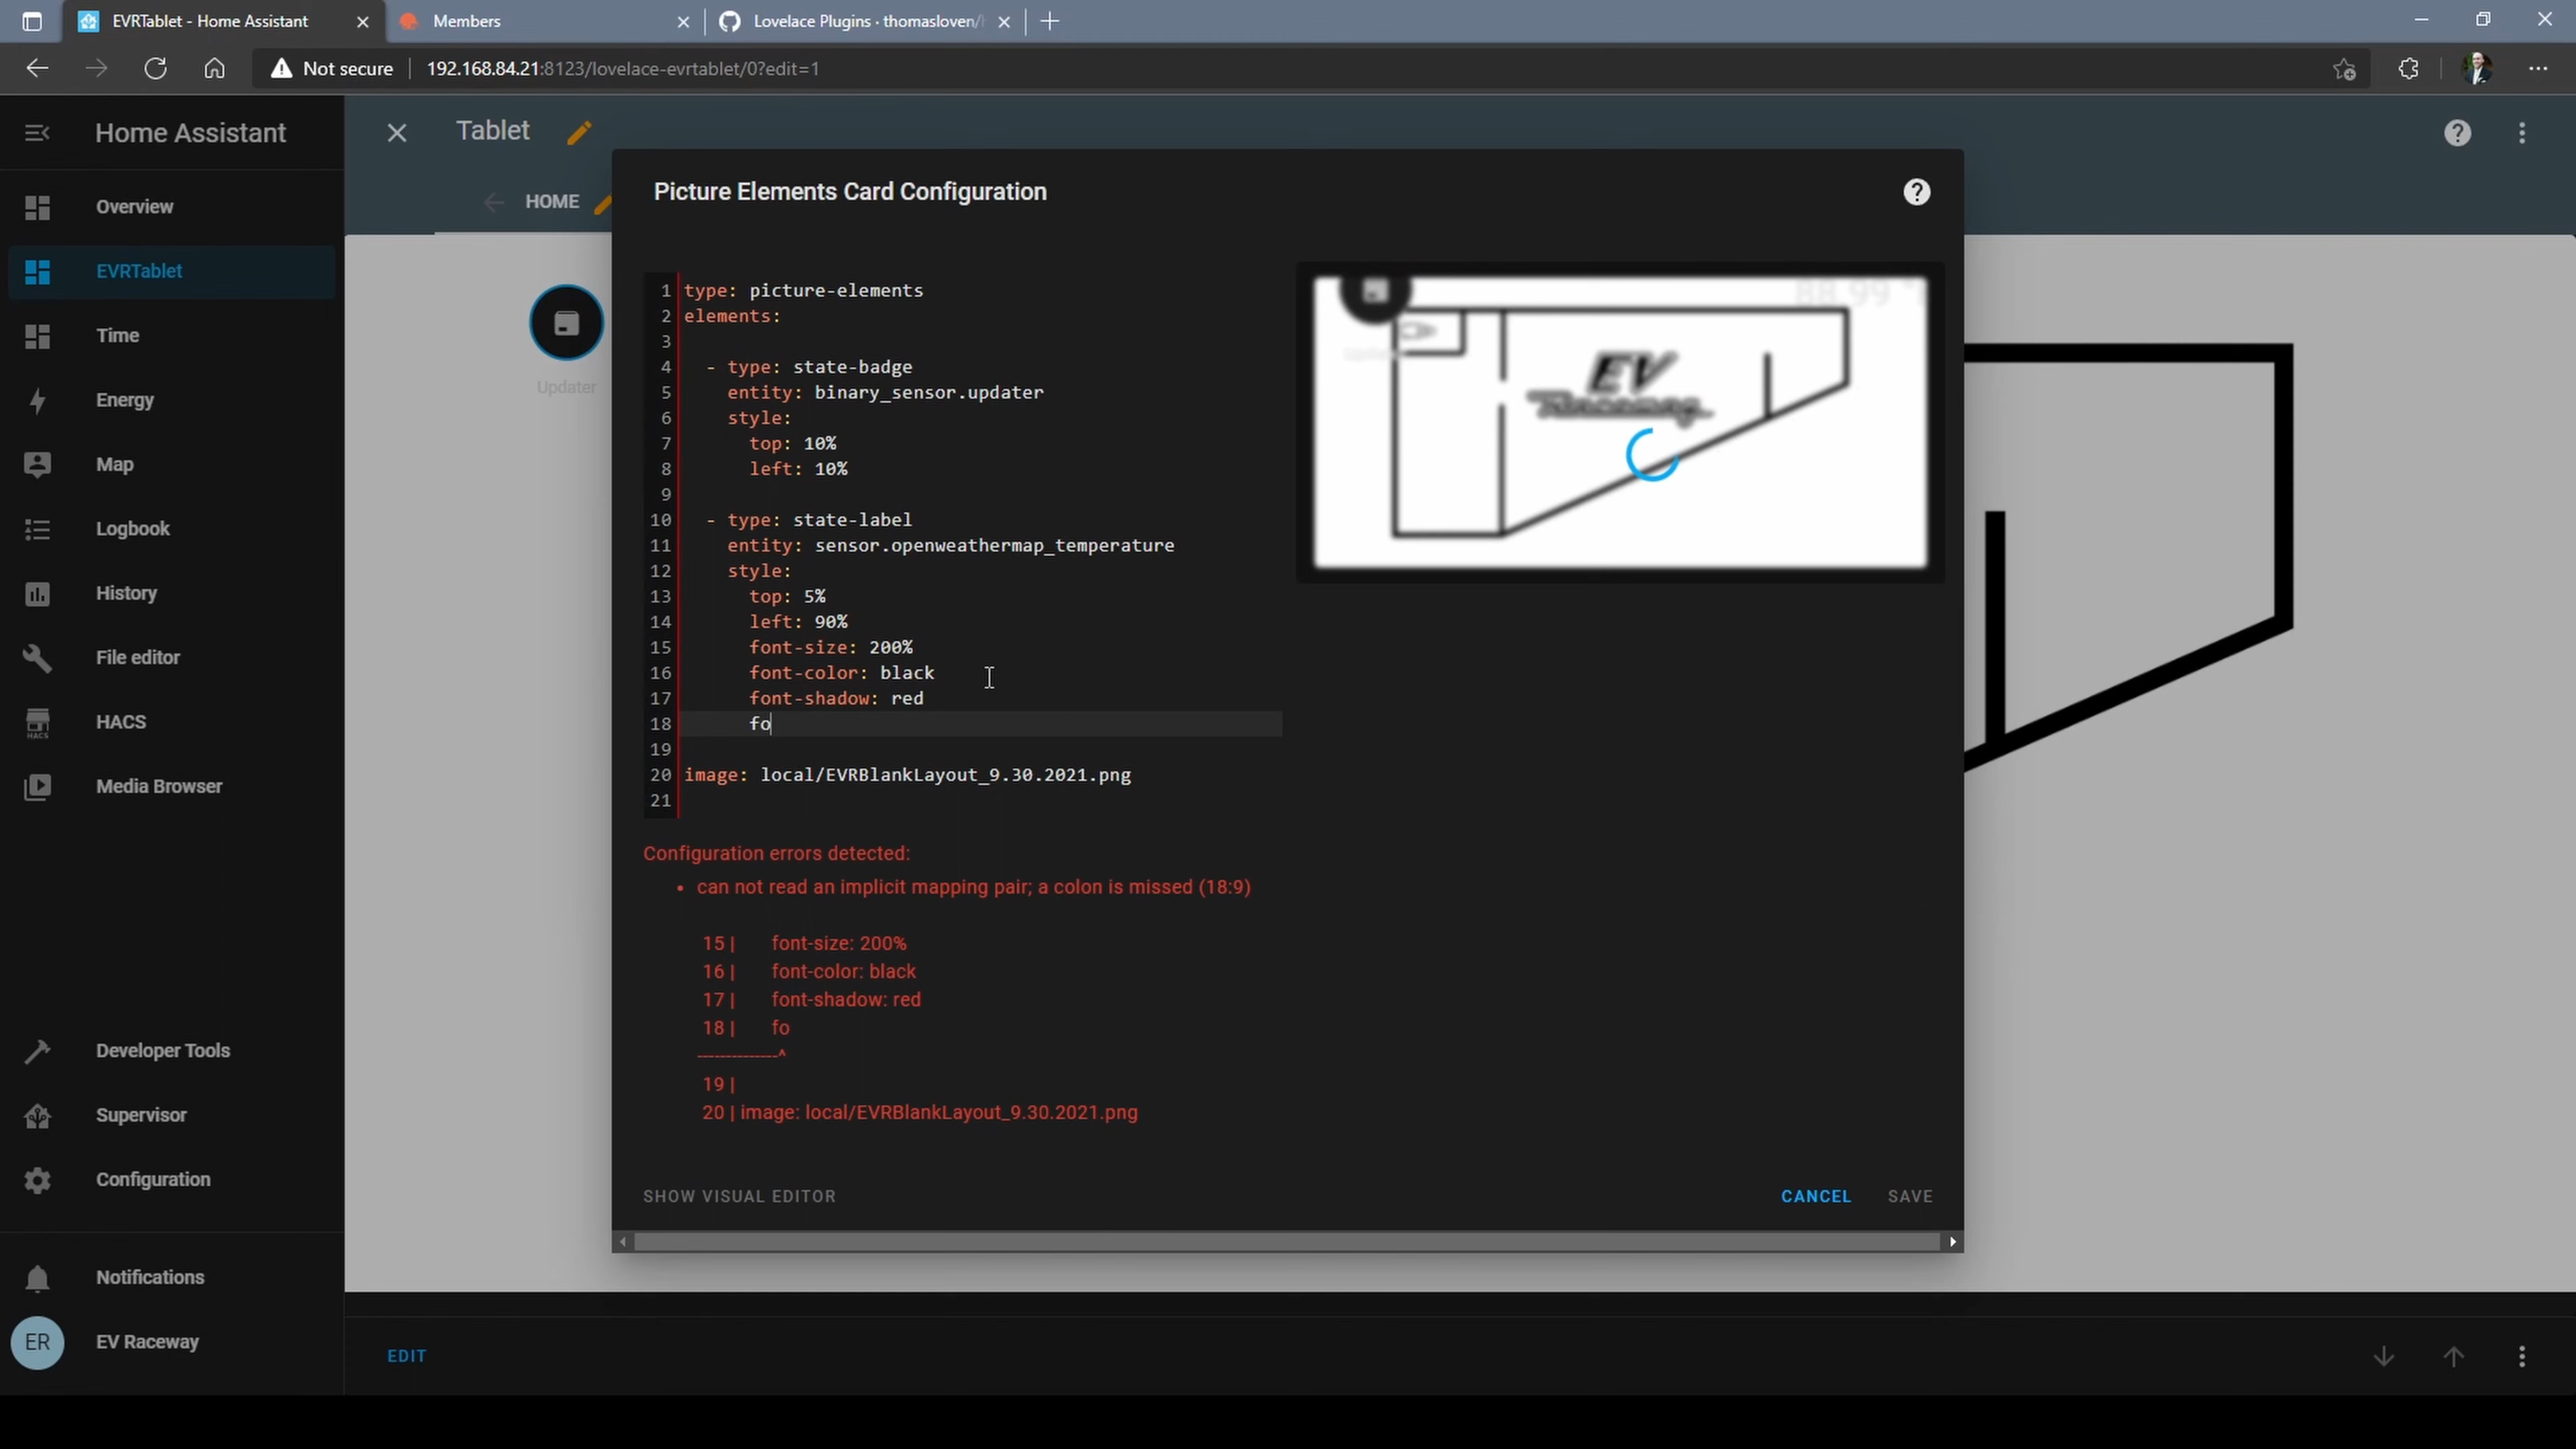 EVRTablet - Home Assistant
Members
Lovelace Plugins · thomasloven/
Not secure
192.168.84.21:8123/lovelace-evrtablet/0?edit=1
Home Assistant
Tablet
HOME
Overview
EVRTablet
Time
Energy
Map
Logbook
History
File editor
HACS
HACS
Media Browser
Developer Tools
Supervisor
Configuration
Notifications
ER
EV Raceway
Updater
Picture Elements Card Configuration
1 type: picture-elements
2 elements:
3
4 - type: state-badge
5 entity: binary_sensor.updater
6 style:
7 top: 10%
8 left: 10%
9
10 - type: state-label
11 entity: sensor.openweathermap_temperature
12 style:
13 top: 5%
14 left: 90%
15 font-size: 200%
16 font-color: black
17 font-shadow: red
18 fo
19
20 image: local/EVRBlankLayout_9.30.2021.png
21
88.99 °
EV
Raceway
Configuration errors detected:
• can not read an implicit mapping pair; a colon is missed (18:9)
15 | font-size: 200%
16 | font-color: black
17 | font-shadow: red
18 | fo
--------------^
19 |
20 | image: local/EVRBlankLayout_9.30.2021.png
SHOW VISUAL EDITOR
CANCEL
SAVE
EDIT